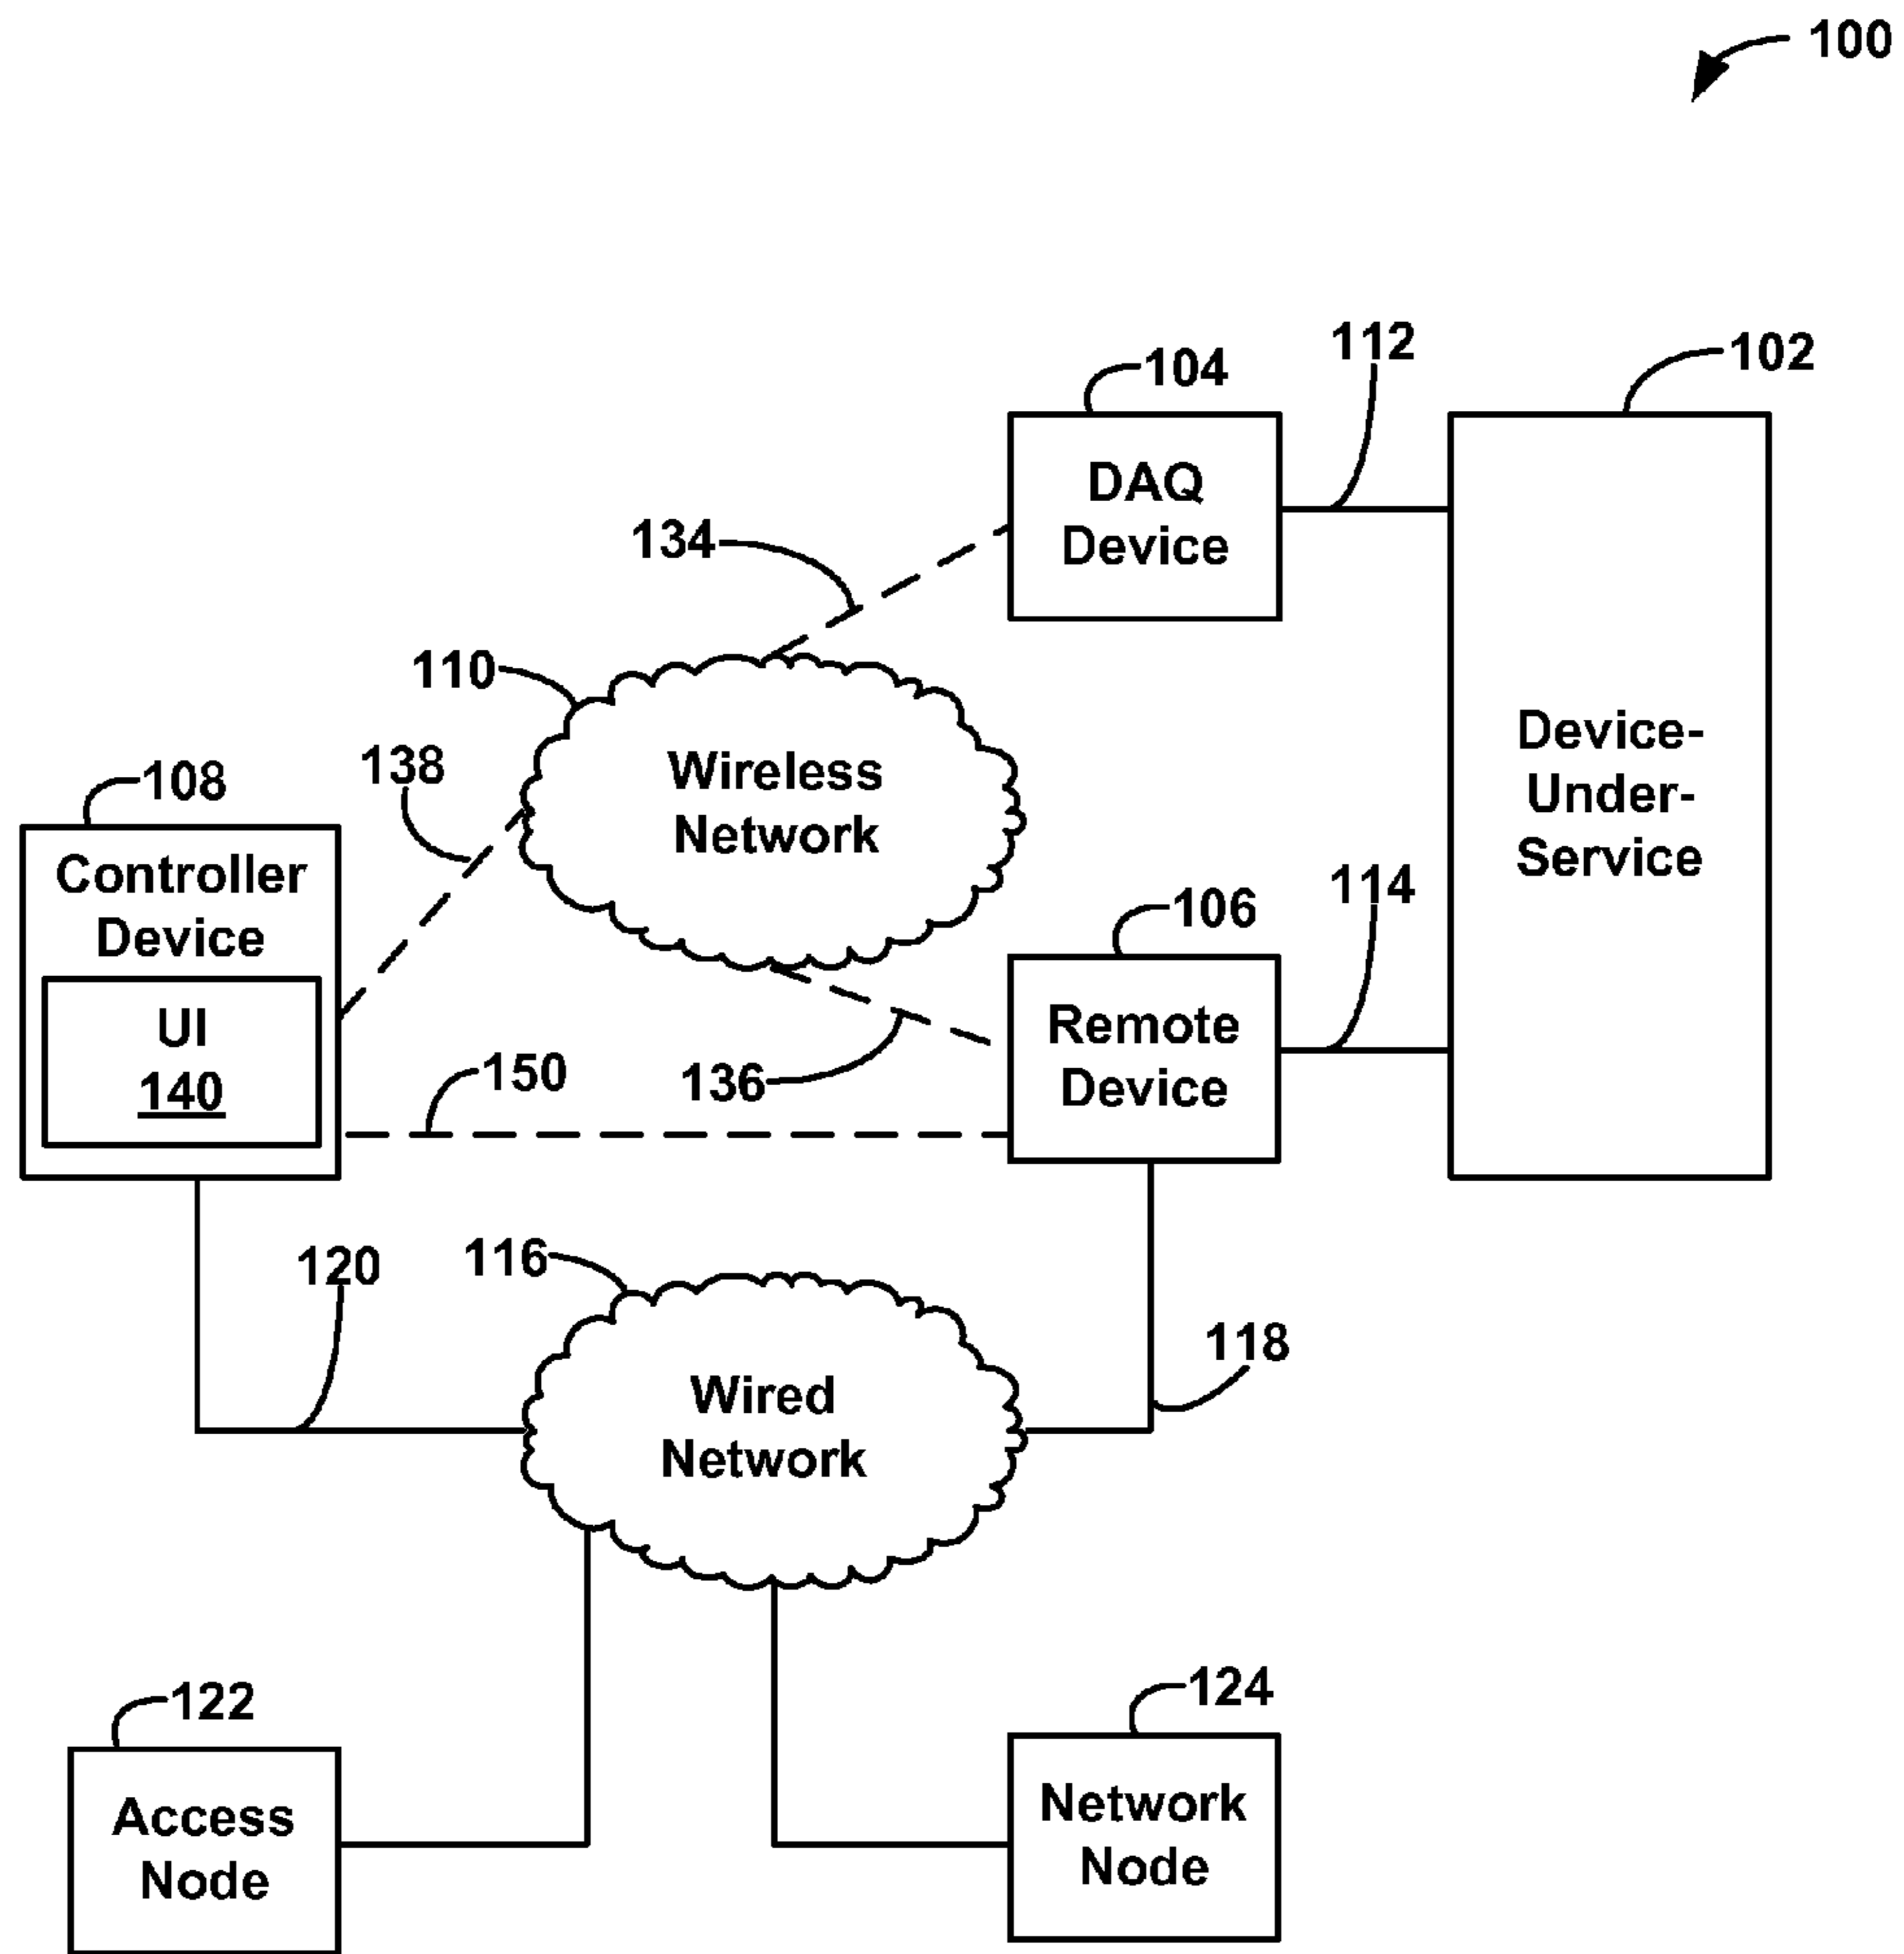 100
112
102
104
DAQ
Device
134
110
Wireless
Network
Device-
Under-
Service
138
108
Controller
Device
UI
140
114
106
Remote
Device
150
136
120
116
Wired
Network
118
122
Access
Node
124
Network
Node